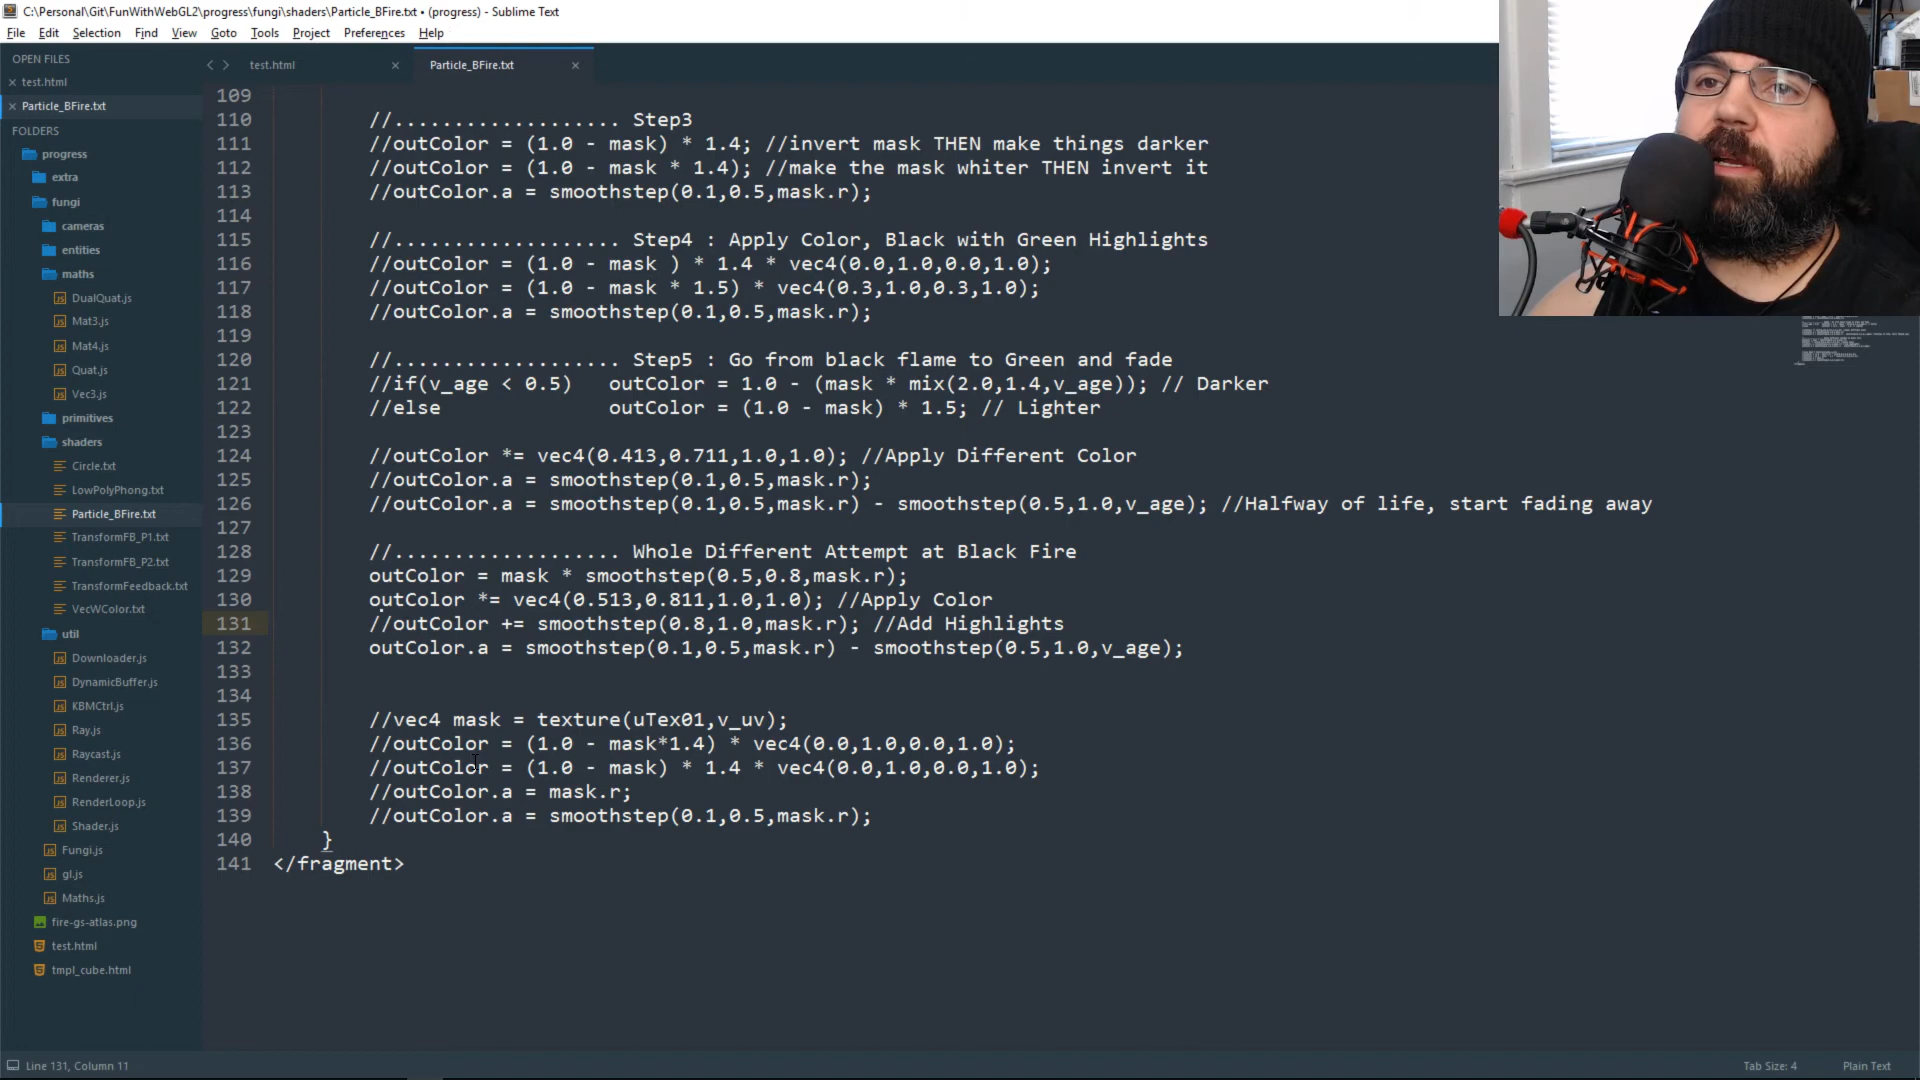 C:\Personal\Git\FunWithWebGL2\progress\fungi\shaders\Particle_BFire.txt • (progress) - Sublime Text
File Edit Selection Find View Goto Tools Project Preferences Help
OPEN FILES
test.html
Particle_BFire.txt
FOLDERS
progress
extra
fungi
cameras
entities
maths
DualQuat.js
Mat3.js
Mat4.js
Quat.js
Vec3.js
primitives
shaders
Circle.txt
LowPolyPhong.txt
Particle_BFire.txt
TransformFB_P1.txt
TransformFB_P2.txt
TransformFeedback.txt
VecWColor.txt
util
Downloader.js
DynamicBuffer.js
KBMCtrl.js
Ray.js
Raycast.js
Renderer.js
RenderLoop.js
Shader.js
Fungi.js
gl.js
Maths.js
fire-gs-atlas.png
test.html
tmpl_cube.html
test.html
Particle_BFire.txt
109
110 //................... Step3
111 //outColor = (1.0 - mask) * 1.4; //invert mask THEN make things darker
112 //outColor = (1.0 - mask * 1.4); //make the mask whiter THEN invert it
113 //outColor.a = smoothstep(0.1,0.5,mask.r);
114
115 //................... Step4 : Apply Color, Black with Green Highlights
116 //outColor = (1.0 - mask ) * 1.4 * vec4(0.0,1.0,0.0,1.0);
117 //outColor = (1.0 - mask * 1.5) * vec4(0.3,1.0,0.3,1.0);
118 //outColor.a = smoothstep(0.1,0.5,mask.r);
119
120 //................... Step5 : Go from black flame to Green and fade
121 //if(v_age < 0.5) outColor = 1.0 - (mask * mix(2.0,1.4,v_age)); // Darker
122 //else outColor = (1.0 - mask) * 1.5; // Lighter
123
124 //outColor *= vec4(0.413,0.711,1.0,1.0); //Apply Different Color
125 //outColor.a = smoothstep(0.1,0.5,mask.r);
126 //outColor.a = smoothstep(0.1,0.5,mask.r) - smoothstep(0.5,1.0,v_age); //Halfway of life, start fading away
127
128 //................... Whole Different Attempt at Black Fire
129 outColor = mask * smoothstep(0.5,0.8,mask.r);
130 outColor *= vec4(0.513,0.811,1.0,1.0); //Apply Color
131 //outColor += smoothstep(0.8,1.0,mask.r); //Add Highlights
132 outColor.a = smoothstep(0.1,0.5,mask.r) - smoothstep(0.5,1.0,v_age);
133
134
135 //vec4 mask = texture(uTex01,v_uv);
136 //outColor = (1.0 - mask*1.4) * vec4(0.0,1.0,0.0,1.0);
137 //outColor = (1.0 - mask) * 1.4 * vec4(0.0,1.0,0.0,1.0);
138 //outColor.a = mask.r;
139 //outColor.a = smoothstep(0.1,0.5,mask.r);
140 }
141 </fragment>
Line 131, Column 11
Tab Size: 4
Plain Text